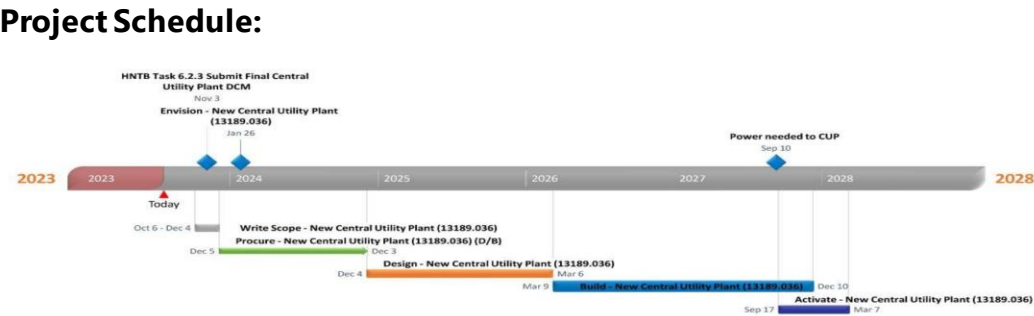 Project Schedule:
HNTB Task 6.2.3 Submit Final Central
Utility Plant DCM
Nov 3
Envision - New Central Utility Plant
(13189.036)
Jan 26
Power needed to CUP
Sep 10
2023 2023 2024 2025 2026 2027 2028 2028
Today
Oct 6 - Dec 4 Write Scope - New Central Utility Plant (13189.036)
Procure - New Central Utility Plant (13189.036) (D/B)
Dec 5 Dec 3
Design - New Central Utility Plant (13189.036)
Dec 4 Mar 6
Mar 9 Build - New Central Utility Plant (13189.036) Dec 10
Activate - New Central Utility Plant (13189.036)
Sep 17 Mar 7